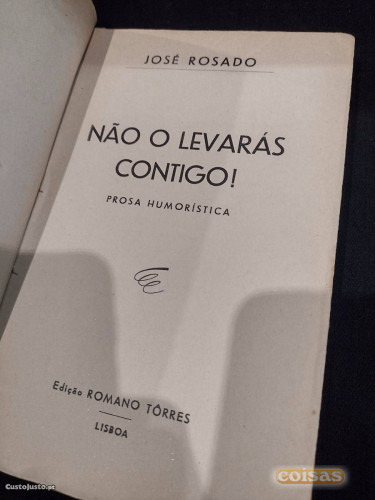 JOSÉ ROSADO
NÃO O LEVARÁS
CONTIGO!
PROSA HUMORÍSTICA
Edição ROMANO TÔRRES
LISBOA
CustoJusto.pt
coisas